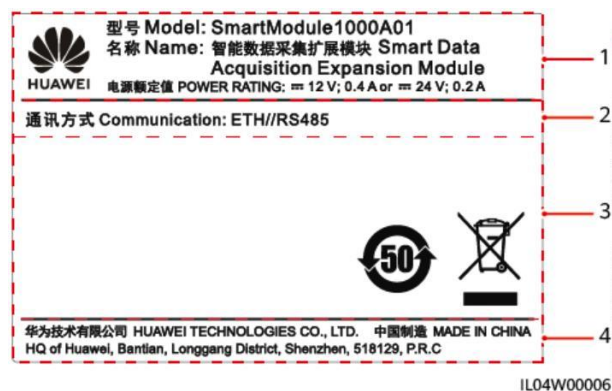 型号 Model: SmartModule1000A01
名称 Name: 智能数据采集扩展模块 Smart Data
Acquisition Expansion Module
HUAWEI
电源额定值 POWER RATING: ⎓ 12 V; 0.4 A or ⎓ 24 V; 0.2 A
1
通讯方式 Communication: ETH//RS485
2
3
50
华为技术有限公司 HUAWEI TECHNOLOGIES CO., LTD. 中国制造 MADE IN CHINA
HQ of Huawei, Bantian, Longgang District, Shenzhen, 518129, P.R.C
4
IL04W00006